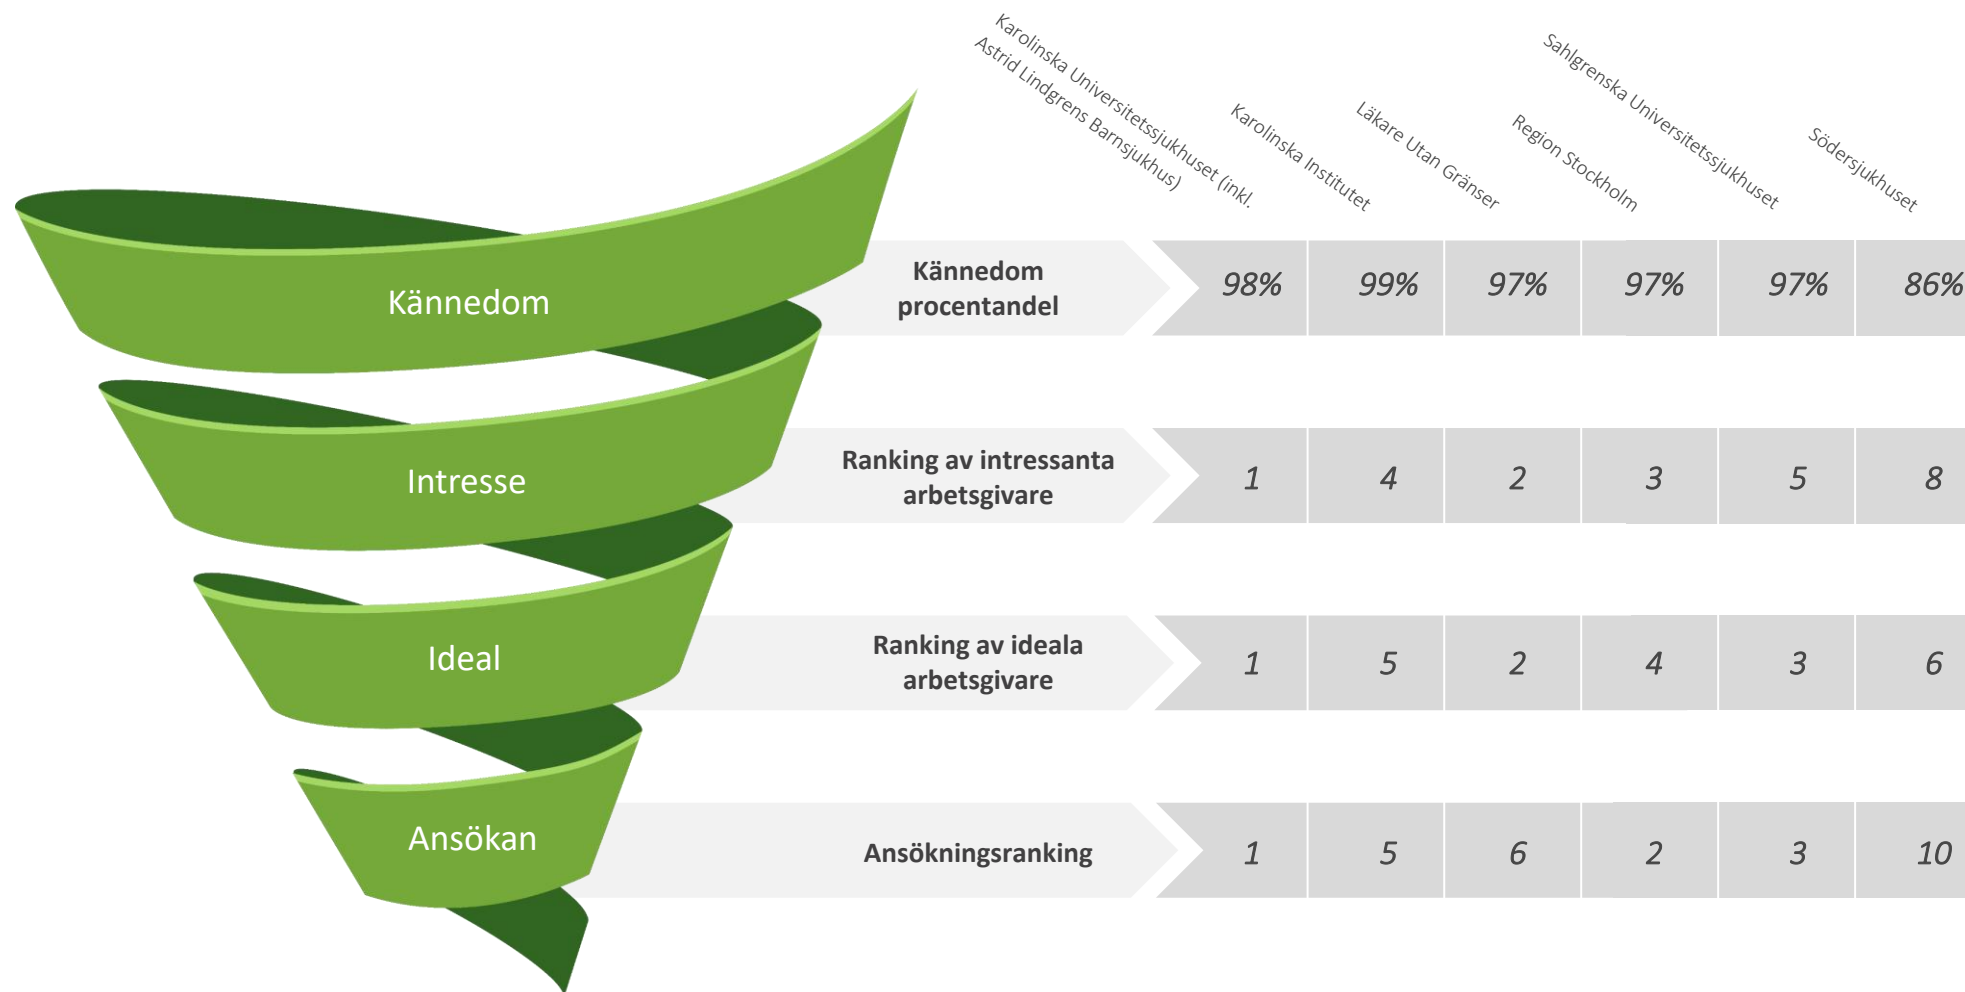 Karolinska Universitetssjukhuset (inkl.
Astrid Lindgrens Barnsjukhus)
Karolinska Institutet
Läkare Utan Gränser
Region Stockholm
Sahlgrenska Universitetssjukhuset
Södersjukhuset
Kännedom
Kännedom
procentandel
98% 99% 97% 97% 97% 86%
Intresse
Ranking av intressanta
arbetsgivare
1 4 2 3 5 8
Ideal
Ranking av ideala
arbetsgivare
1 5 2 4 3 6
Ansökan
Ansökningsranking
1 5 6 2 3 10